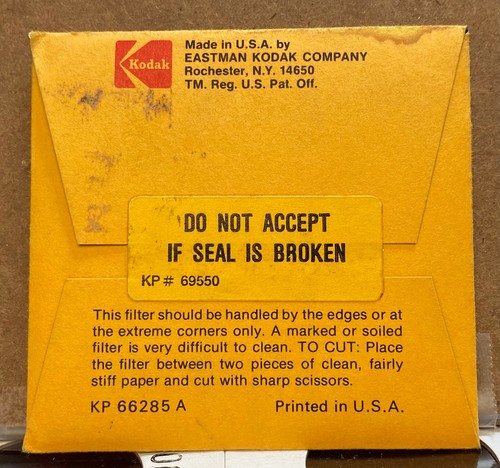 Kodak
Made in U.S.A. by
EASTMAN KODAK COMPANY
Rochester, N.Y. 14650
TM. Reg. U.S. Pat. Off.
DO NOT ACCEPT
IF SEAL IS BROKEN
KP # 69550
This filter should be handled by the edges or at
the extreme corners only. A marked or soiled
filter is very difficult to clean. TO CUT: Place
the filter between two pieces of clean, fairly
stiff paper and cut with sharp scissors.
KP 66285 A
Printed in U.S.A.